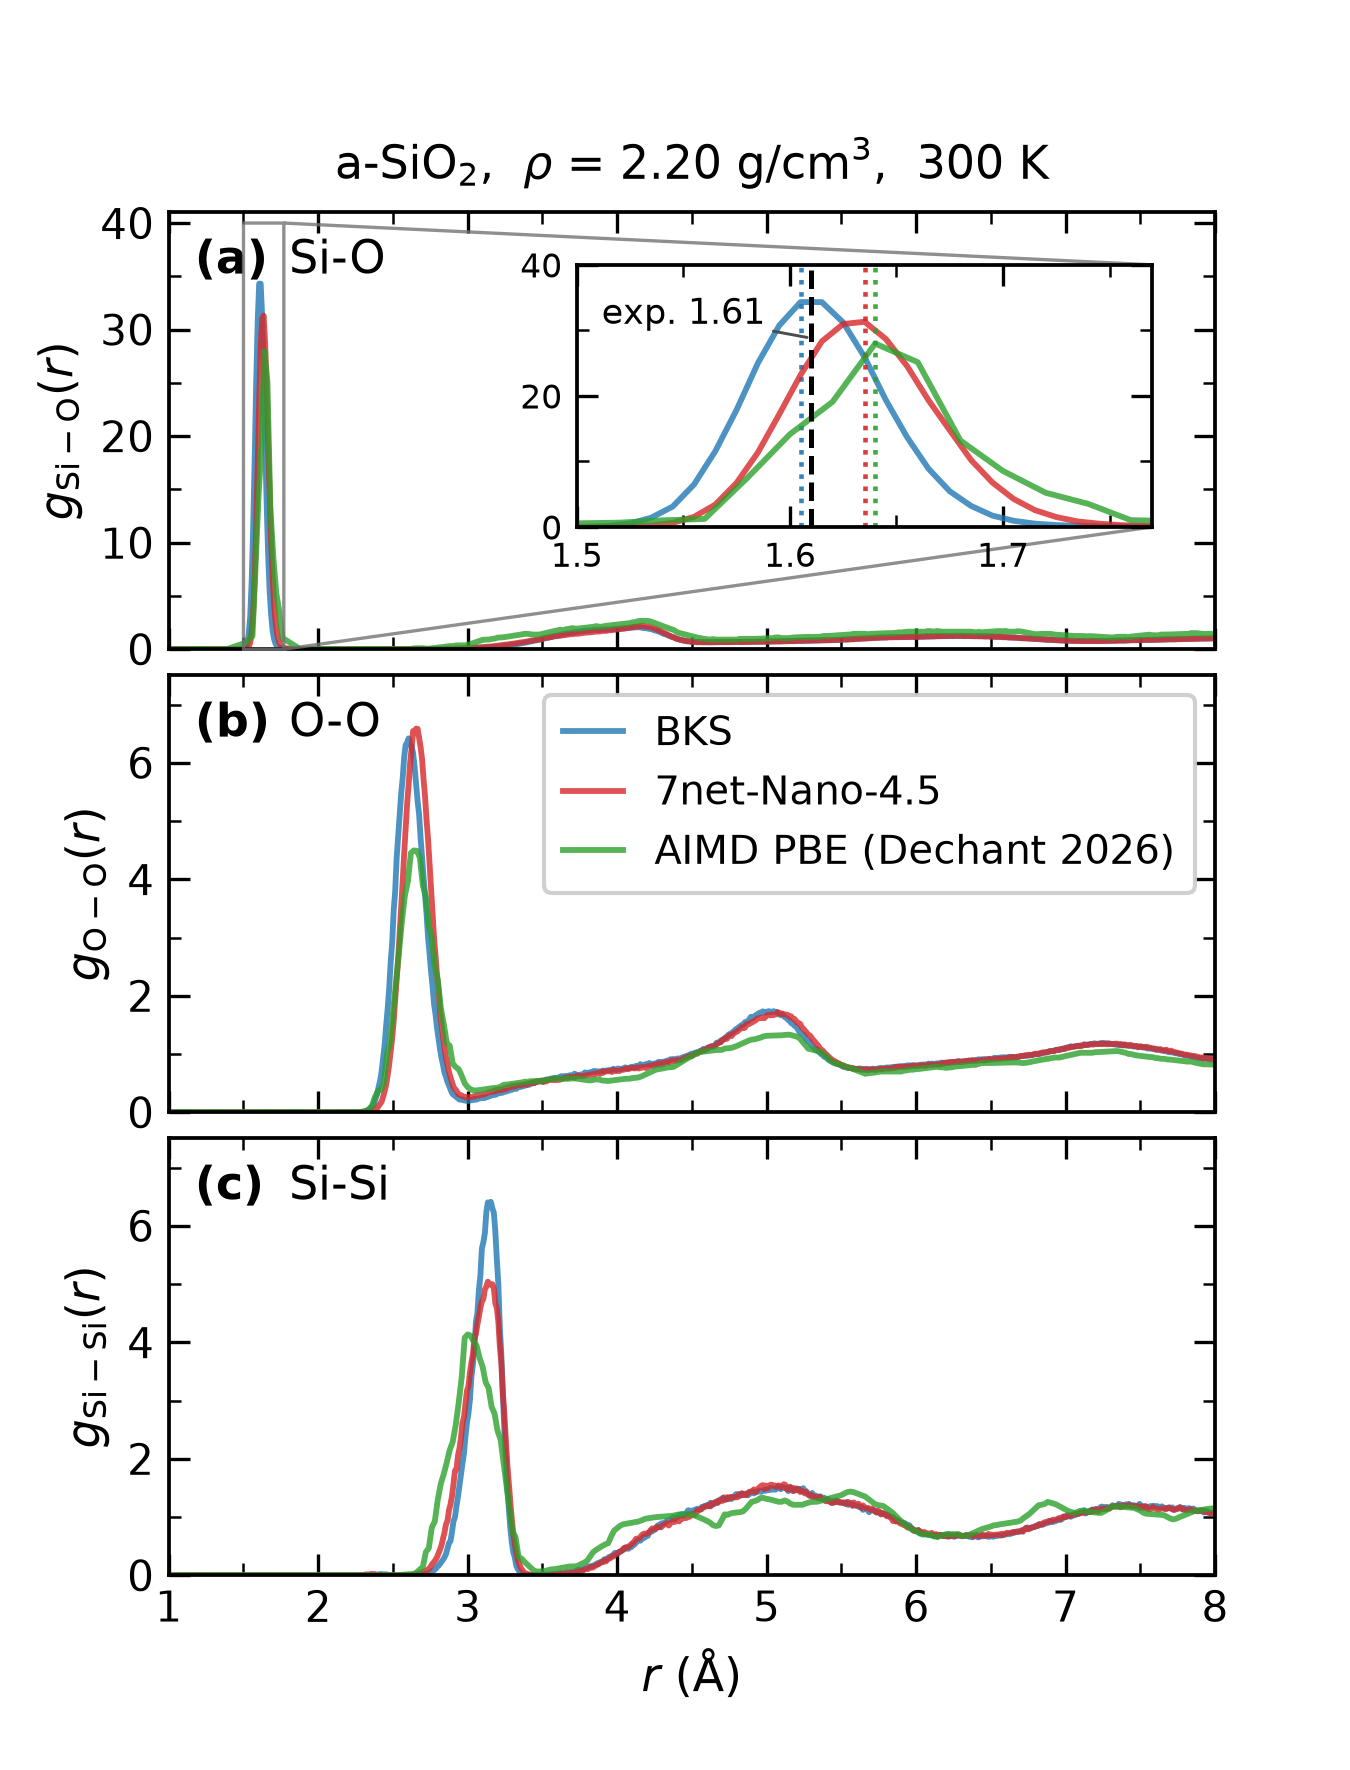 a-SiO₂, ρ = 2.20 g/cm³, 300 K
(a) Si-O
g_Si−O(r)
40
30
20
10
0
exp. 1.61
40
20
0
1.5 1.6 1.7
(b) O-O
g_O−O(r)
6
4
2
0
BKS
7net-Nano-4.5
AIMD PBE (Dechant 2026)
(c) Si-Si
g_Si−Si(r)
6
4
2
0
1 2 3 4 5 6 7 8
r (Å)